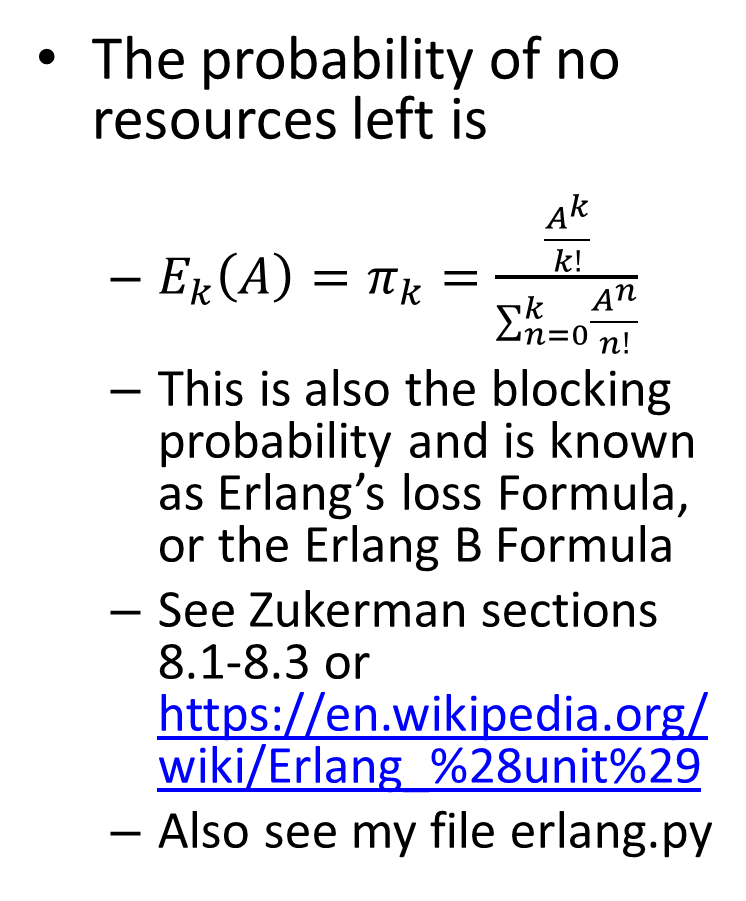 • The probability of no
resources left is
– E_k(A) = π_k = \frac{\frac{A^k}{k!}}{\sum_{n=0}^{k} \frac{A^n}{n!}}
– This is also the blocking
probability and is known
as Erlang’s loss Formula,
or the Erlang B Formula
– See Zukerman sections
8.1-8.3 or
https://en.wikipedia.org/
wiki/Erlang_%28unit%29
– Also see my file erlang.py